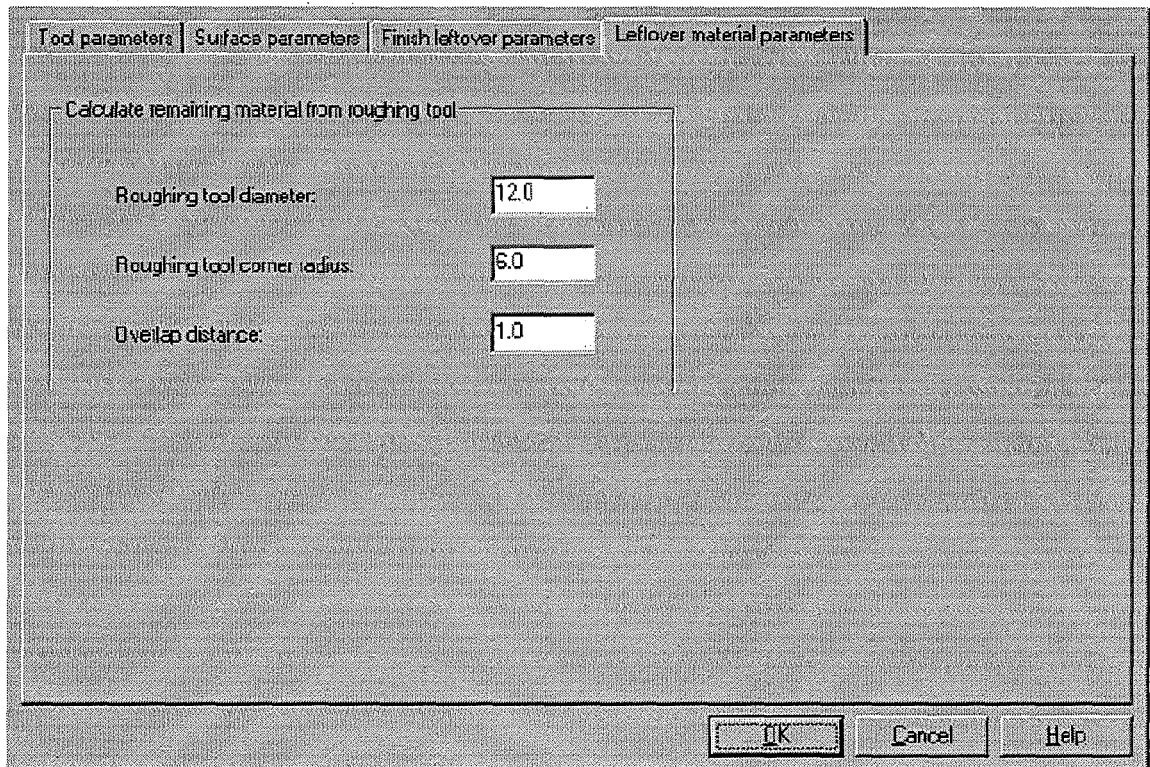 Tool parameters Surface parameters Finish leftover parameters Leftover material parameters
Calculate remaining material from roughing tool
Roughing tool diameter: 12.0
Roughing tool corner radius: 6.0
Overlap distance: 1.0
OK Cancel Help